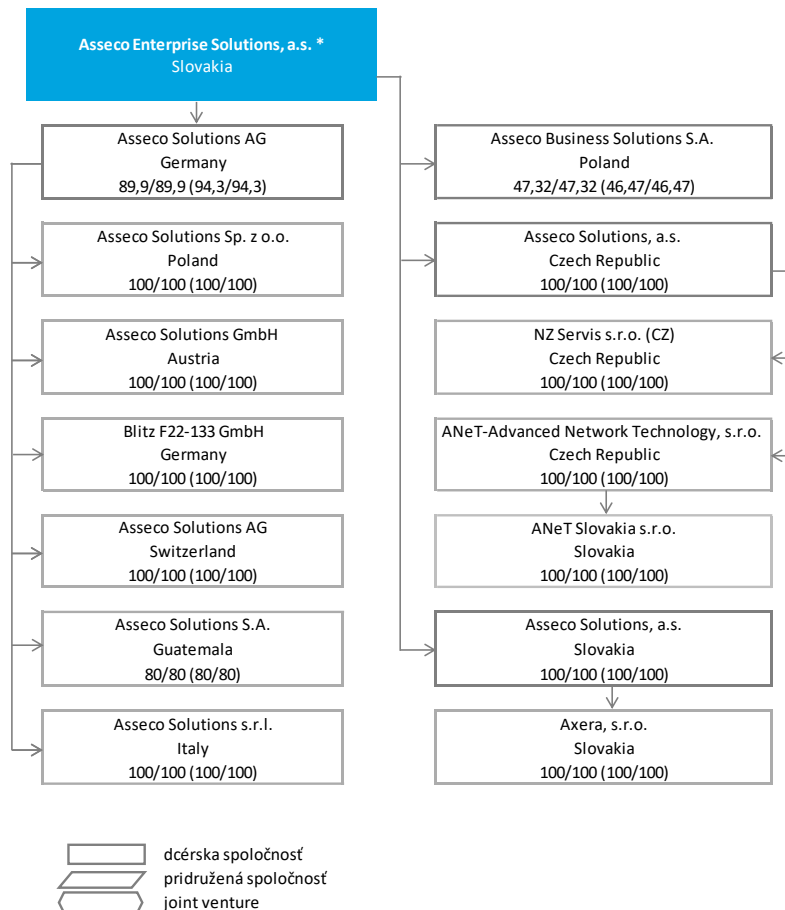 Asseco Enterprise Solutions, a.s. *
Slovakia
Asseco Solutions AG
Germany
89,9/89,9 (94,3/94,3)
Asseco Solutions Sp. z o.o.
Poland
100/100 (100/100)
Asseco Solutions GmbH
Austria
100/100 (100/100)
Blitz F22-133 GmbH
Germany
100/100 (100/100)
Asseco Solutions AG
Switzerland
100/100 (100/100)
Asseco Solutions S.A.
Guatemala
80/80 (80/80)
Asseco Solutions s.r.l.
Italy
100/100 (100/100)
Asseco Business Solutions S.A.
Poland
47,32/47,32 (46,47/46,47)
Asseco Solutions, a.s.
Czech Republic
100/100 (100/100)
NZ Servis s.r.o. (CZ)
Czech Republic
100/100 (100/100)
ANeT-Advanced Network Technology, s.r.o.
Czech Republic
100/100 (100/100)
ANeT Slovakia s.r.o.
Slovakia
100/100 (100/100)
Asseco Solutions, a.s.
Slovakia
100/100 (100/100)
Axera, s.r.o.
Slovakia
100/100 (100/100)
dcérska spoločnosť
pridružená spoločnosť
joint venture